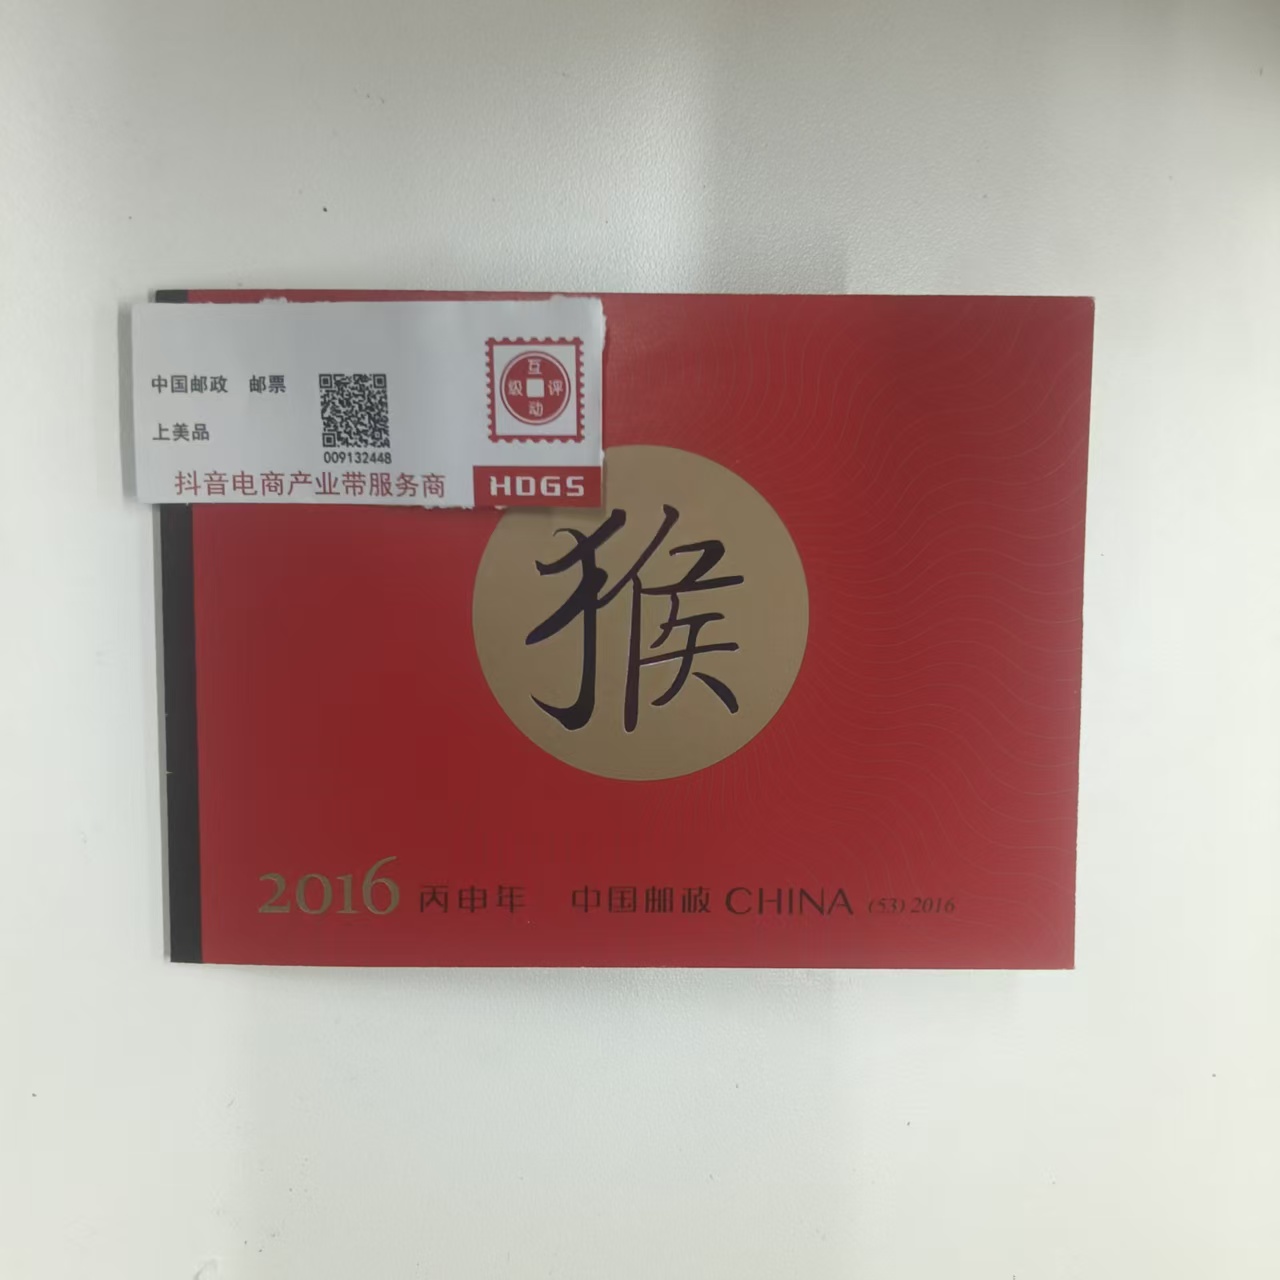 中国邮政 邮票
上美品
009132448
互
级 评
动
抖音电商产业带服务商
HDGS
猴
2016 丙申年 中国邮政 CHINA (53) 2016